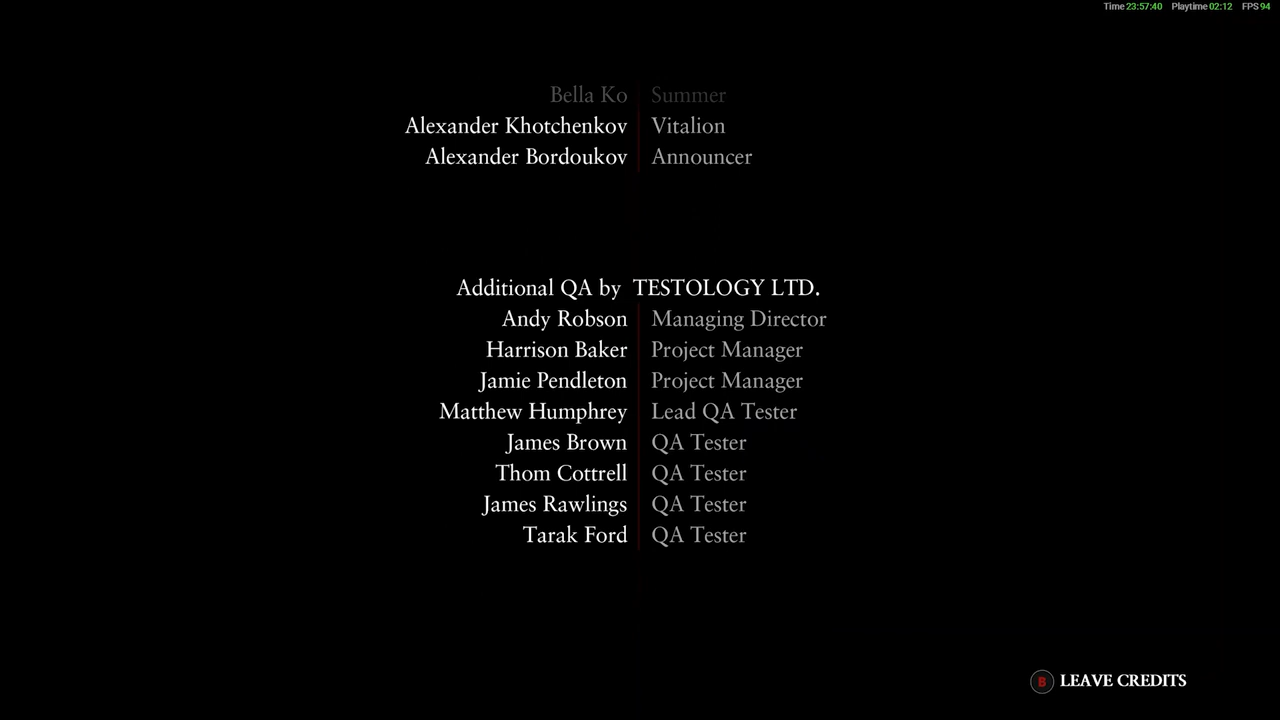 Time 23:57:40 Playtime 02:12 FPS 94
Bella Ko Summer
Alexander Khotchenkov Vitalion
Alexander Bordoukov Announcer
Additional QA by TESTOLOGY LTD.
Andy Robson Managing Director
Harrison Baker Project Manager
Jamie Pendleton Project Manager
Matthew Humphrey Lead QA Tester
James Brown QA Tester
Thom Cottrell QA Tester
James Rawlings QA Tester
Tarak Ford QA Tester
B LEAVE CREDITS